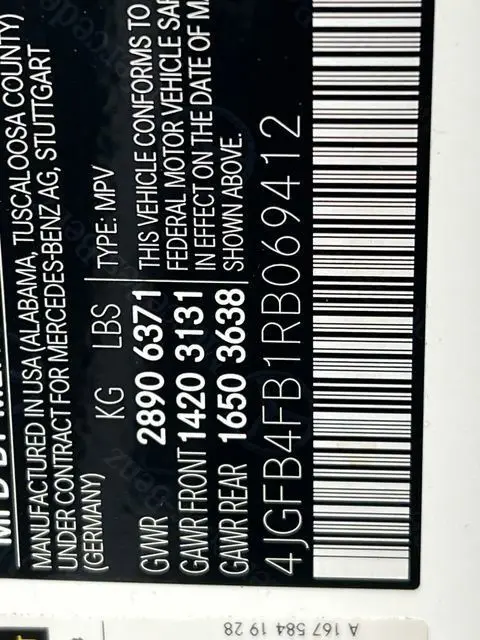 MANUFACTURED IN USA (ALABAMA, TUSCALOOSA COUNTY)
UNDER CONTRACT FOR MERCEDES-BENZ AG, STUTTGART
(GERMANY)
KG LBS TYPE: MPV
GVWR 2890 6371 THIS VEHICLE CONFORMS TO
GAWR FRONT 1420 3131 FEDERAL MOTOR VEHICLE
GAWR REAR 1650 3638 IN EFFECT ON THE DATE OF
SHOWN ABOVE.
4JGFB4FB1RB069412
A 167 584 19 28